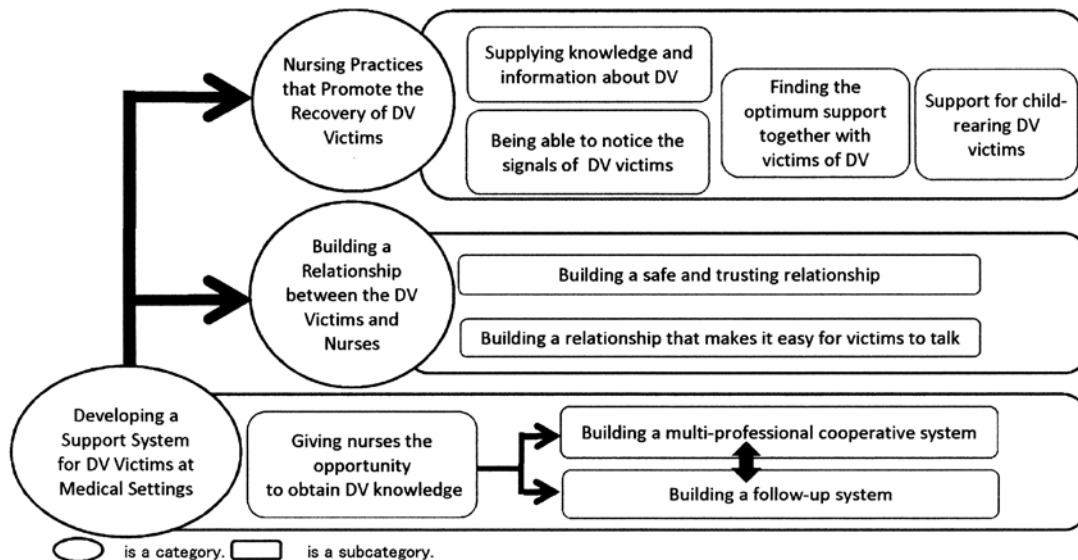 Nursing Practices
that Promote the
Recovery of DV
Victims
Supplying knowledge and
information about DV
Being able to notice the
signals of DV victims
Finding the
optimum support
together with
victims of DV
Support for child-
rearing DV
victims
Building a
Relationship
between the DV
Victims and
Nurses
Building a safe and trusting relationship
Building a relationship that makes it easy for victims to talk
Developing a
Support System
for DV Victims at
Medical Settings
Giving nurses the
opportunity
to obtain DV knowledge
Building a multi-professional cooperative system
Building a follow-up system
is a category.
is a subcategory.